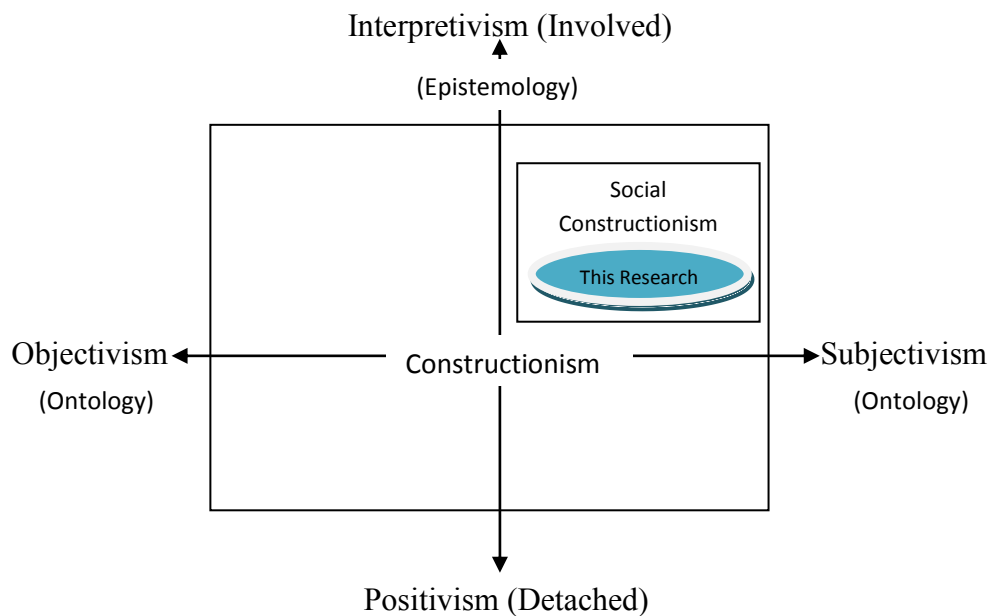 Interpretivism (Involved)
(Epistemology)
Social
Constructionism
This Research
Objectivism
Constructionism
Subjectivism
(Ontology)
(Ontology)
Positivism (Detached)